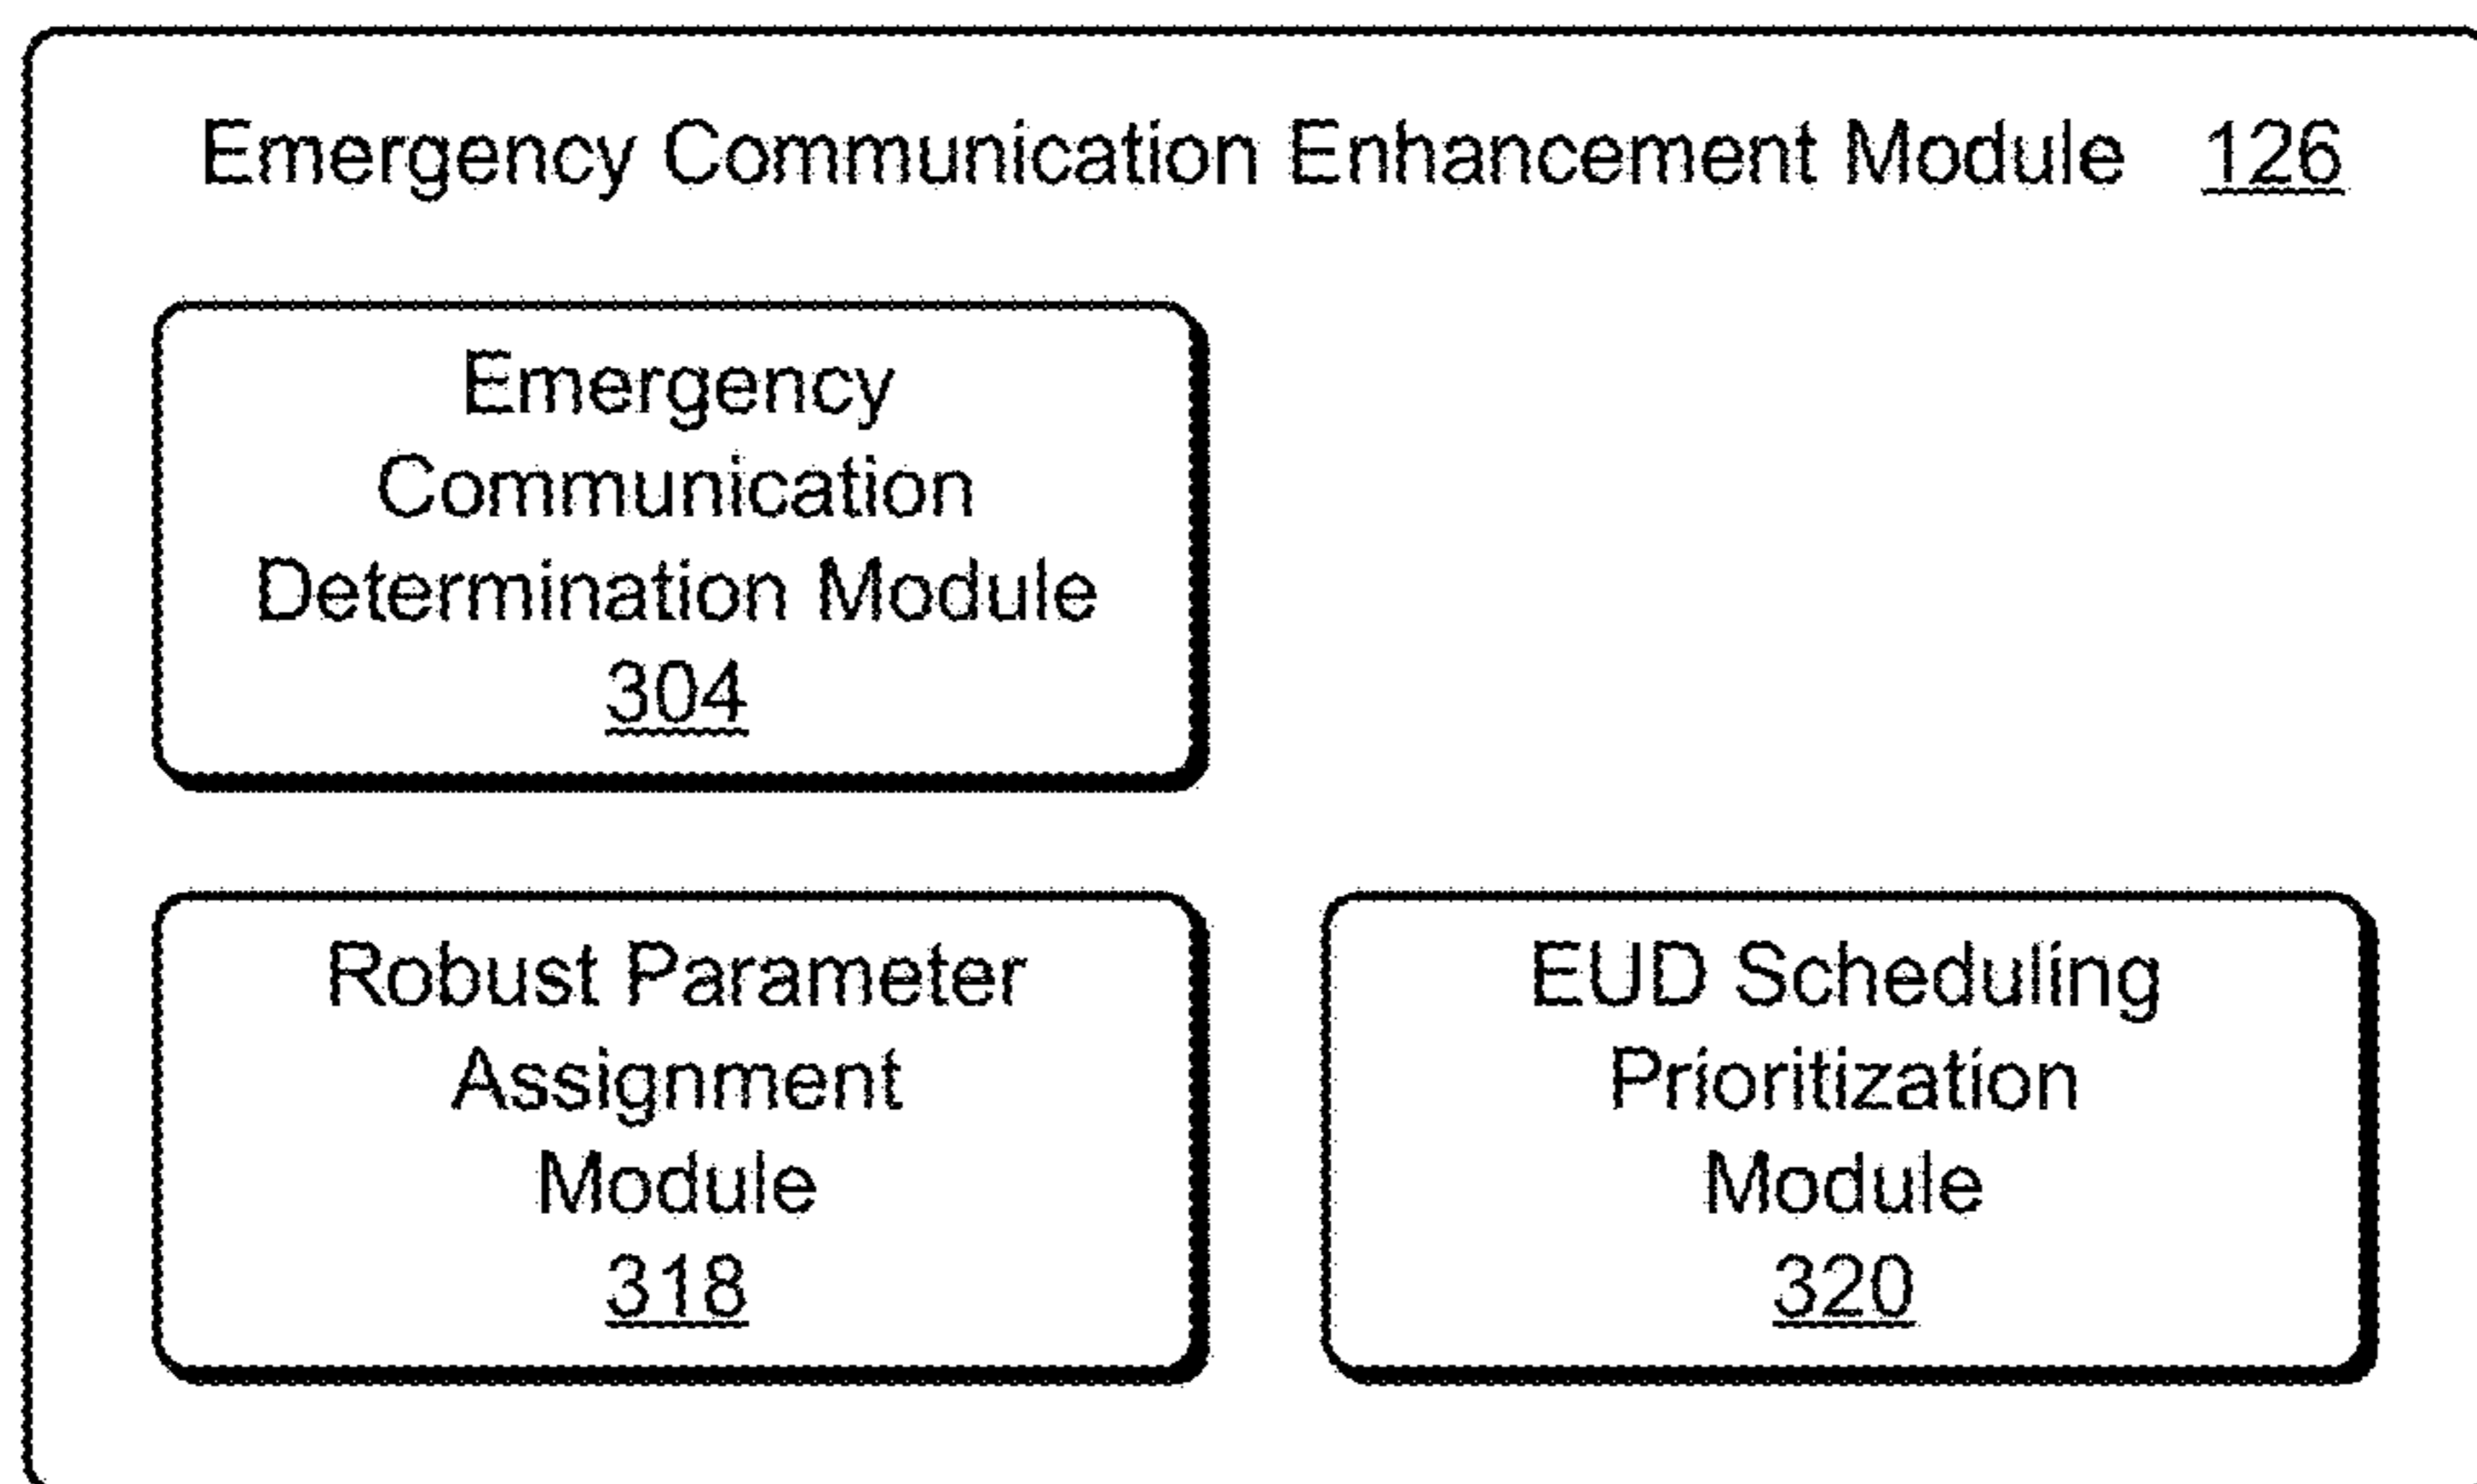 Emergency Communication Enhancement Module 126
Emergency
Communication
Determination Module
304
Robust Parameter
Assignment
Module
318
EUD Scheduling
Prioritization
Module
320